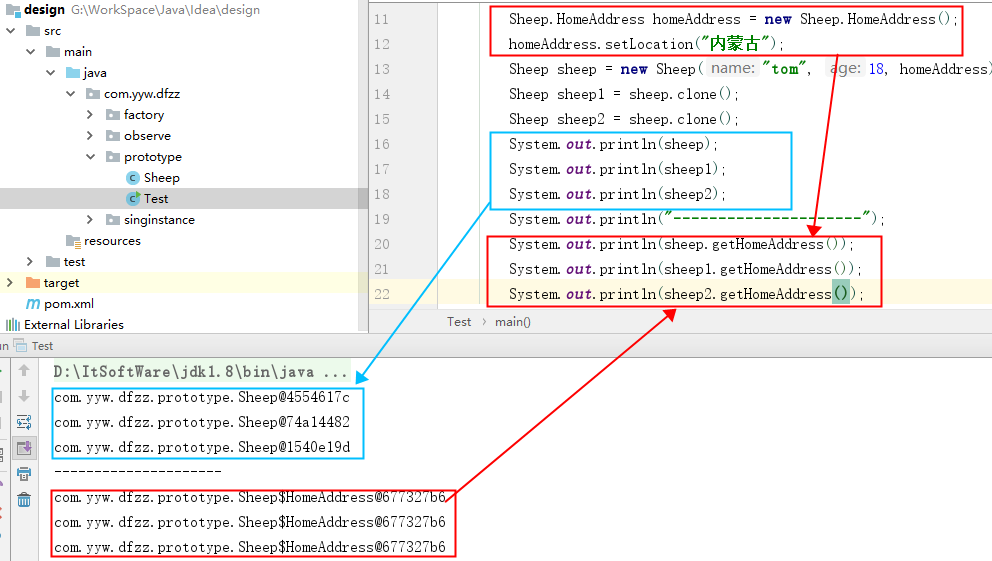 design G:\WorkSpace\Java\Idea\design
src
main
java
com.yyw.dfzz
factory
observe
prototype
Sheep
Test
singinstance
resources
test
target
pom.xml
External Libraries
11 Sheep.HomeAddress homeAddress = new Sheep.HomeAddress();
12 homeAddress.setLocation("内蒙古");
13 Sheep sheep = new Sheep( name: "tom", age: 18, homeAddress)
14 Sheep sheep1 = sheep.clone();
15 Sheep sheep2 = sheep.clone();
16 System.out.println(sheep);
17 System.out.println(sheep1);
18 System.out.println(sheep2);
19 System.out.println("---------------------");
20 System.out.println(sheep.getHomeAddress());
21 System.out.println(sheep1.getHomeAddress());
22 System.out.println(sheep2.getHomeAddress());
Test › main()
un Test
D:\ItSoftWare\jdk1.8\bin\java ...
com.yyw.dfzz.prototype.Sheep@4554617c
com.yyw.dfzz.prototype.Sheep@74a14482
com.yyw.dfzz.prototype.Sheep@1540e19d
---------------------
com.yyw.dfzz.prototype.Sheep$HomeAddress@677327b6
com.yyw.dfzz.prototype.Sheep$HomeAddress@677327b6
com.yyw.dfzz.prototype.Sheep$HomeAddress@677327b6